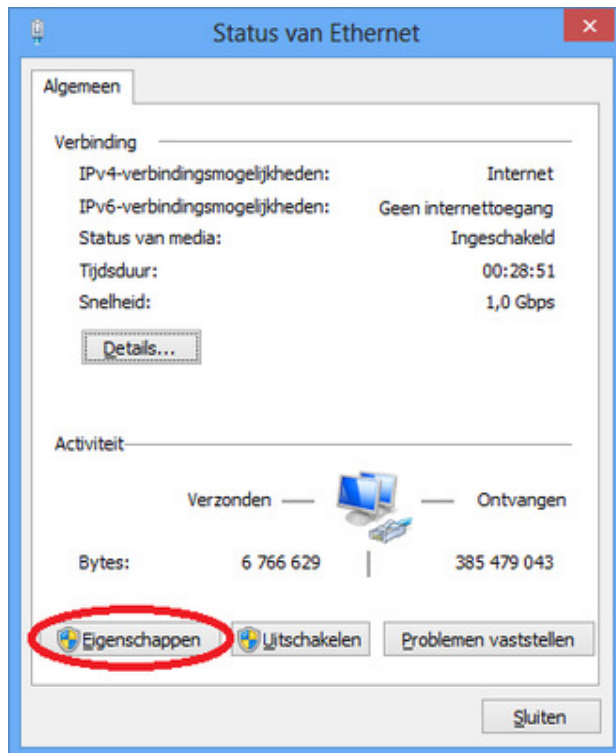 Status van Ethernet
Algemeen
Verbinding
IPv4-verbindingsmogelijkheden: Internet
IPv6-verbindingsmogelijkheden: Geen internettoegang
Status van media: Ingeschakeld
Tijdsduur: 00:28:51
Snelheid: 1,0 Gbps
Details...
Activiteit
Verzonden Ontvangen
Bytes: 6 766 629 385 479 043
Eigenschappen Uitschakelen Problemen vaststellen
Sluiten